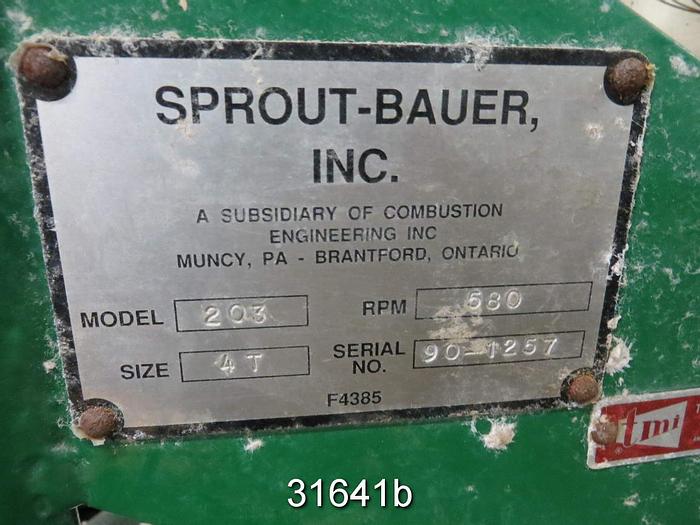 SPROUT-BAUER,
INC.
A SUBSIDIARY OF COMBUSTION
ENGINEERING INC
MUNCY, PA - BRANTFORD, ONTARIO
MODEL 203 RPM 580
SIZE 4T SERIAL NO. 90-1257
F4385
tmi
®
31641b